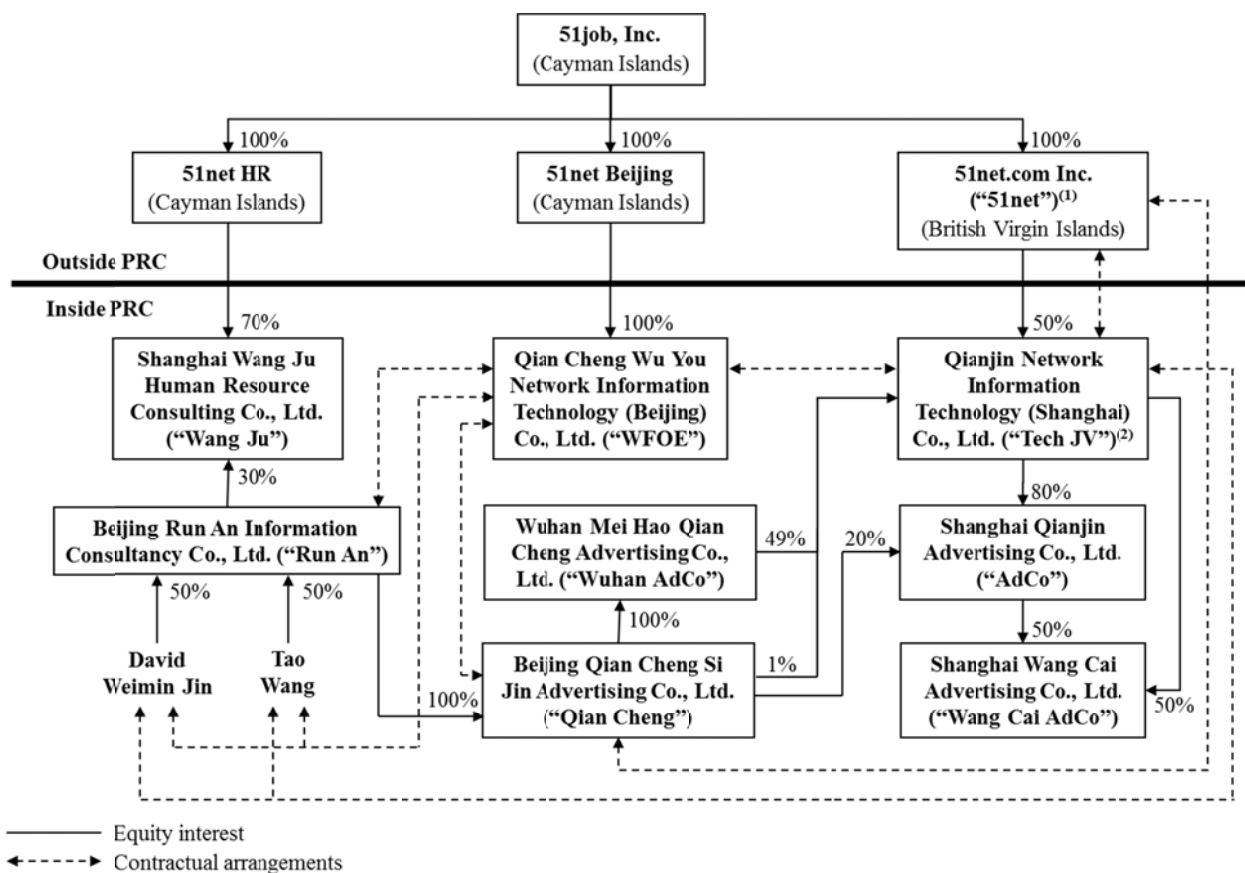 51job, Inc.
(Cayman Islands)
100%
100%
100%
51net HR
(Cayman Islands)
51net Beijing
(Cayman Islands)
51net.com Inc.
(“51net”)(1)
(British Virgin Islands)
Outside PRC
Inside PRC
70%
100%
50%
Shanghai Wang Ju
Human Resource
Consulting Co., Ltd.
(“Wang Ju”)
Qian Cheng Wu You
Network Information
Technology (Beijing)
Co., Ltd. (“WFOE”)
Qianjin Network
Information
Technology (Shanghai)
Co., Ltd. (“Tech JV”)(2)
30%
80%
Beijing Run An Information
Consultancy Co., Ltd. (“Run An”)
Wuhan Mei Hao Qian
Cheng Advertising Co.,
Ltd. (“Wuhan AdCo”)
49%
20%
Shanghai Qianjin
Advertising Co., Ltd.
(“AdCo”)
50%
50%
100%
50%
David
Weimin Jin
Tao
Wang
100%
Beijing Qian Cheng Si
Jin Advertising Co., Ltd.
(“Qian Cheng”)
1%
Shanghai Wang Cai
Advertising Co., Ltd.
(“Wang Cai AdCo”)
50%
Equity interest
Contractual arrangements